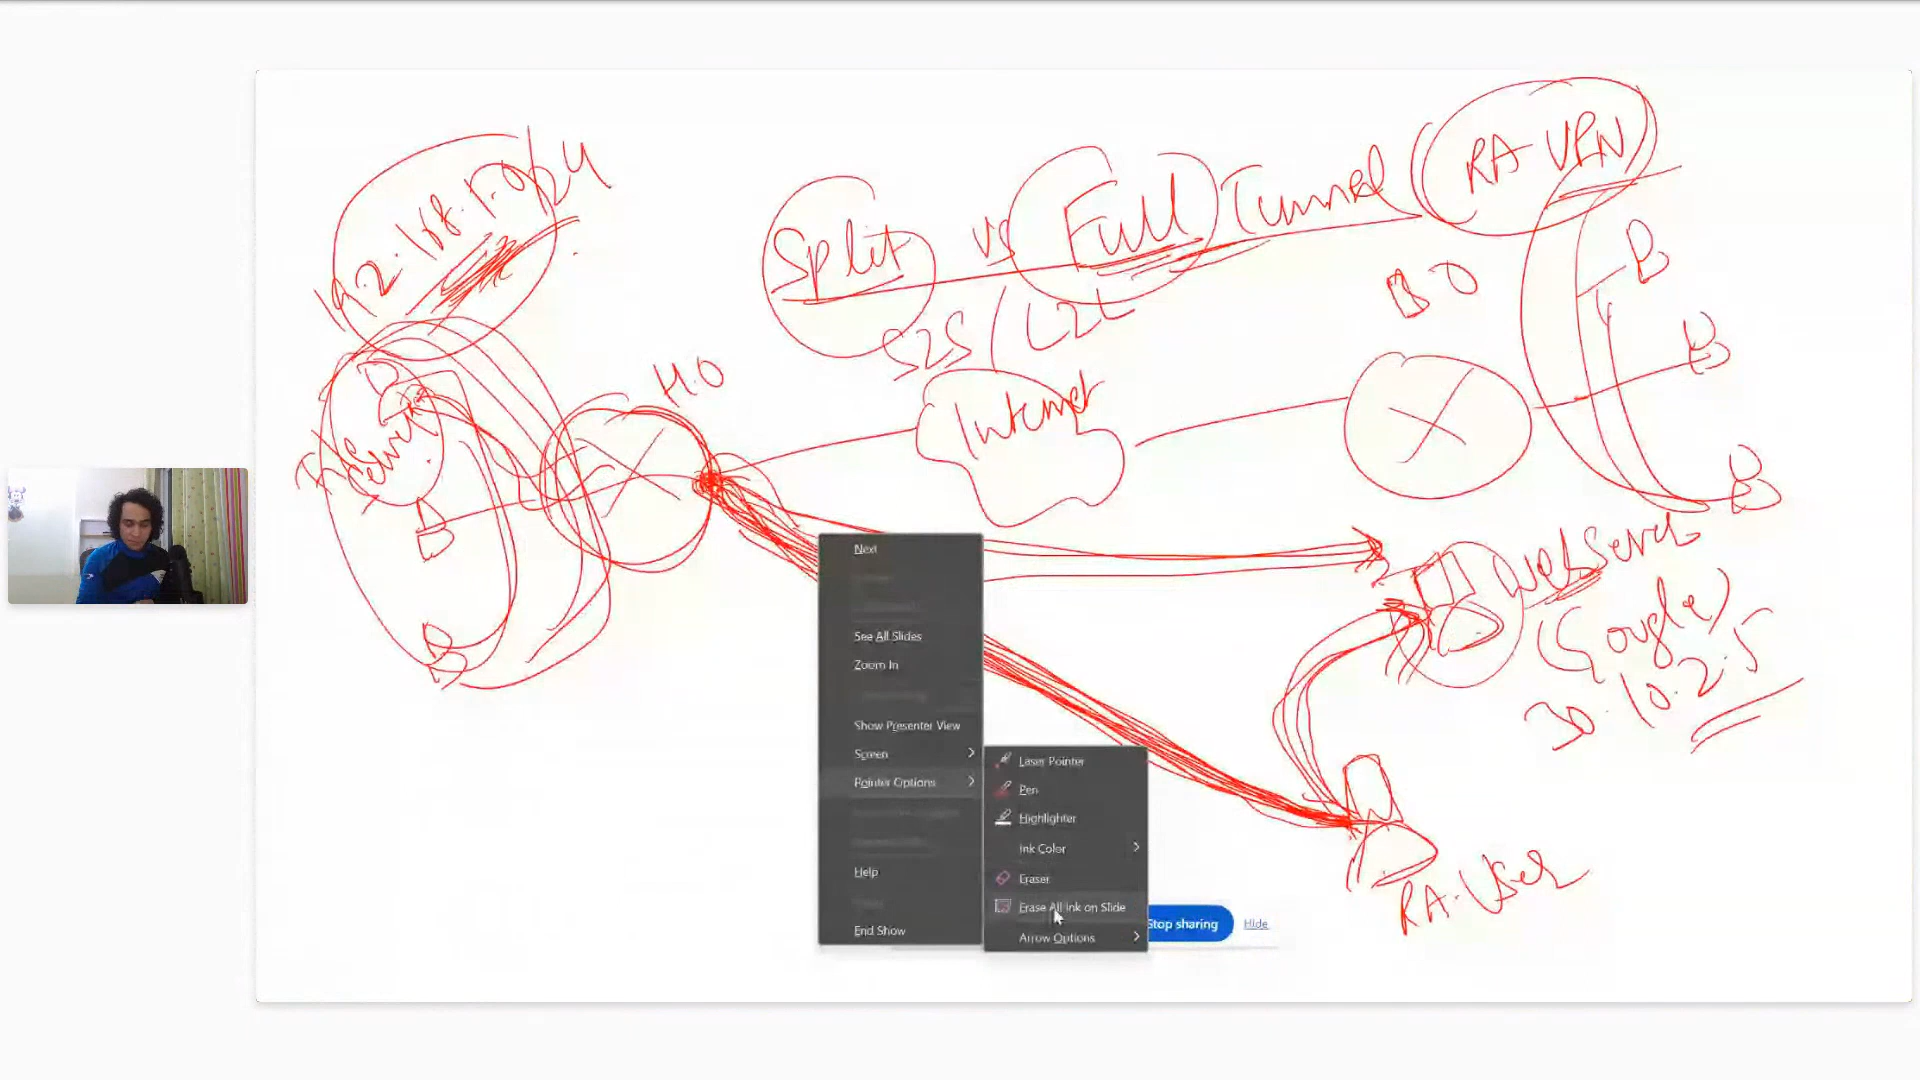 192.168.1.0/24
Split vs Full Tunnel
RA-VPN
S2S/L2L
H.O
B O
Internet
Web Server
(Google)
30.10.2.5
RA-User
Next
See All Slides
Zoom In
Show Presenter View
Screen
Pointer Options
Help
End Show
Laser Pointer
Pen
Highlighter
Ink Color
Eraser
Erase All Ink on Slide
Arrow Options
Stop sharing
Hide